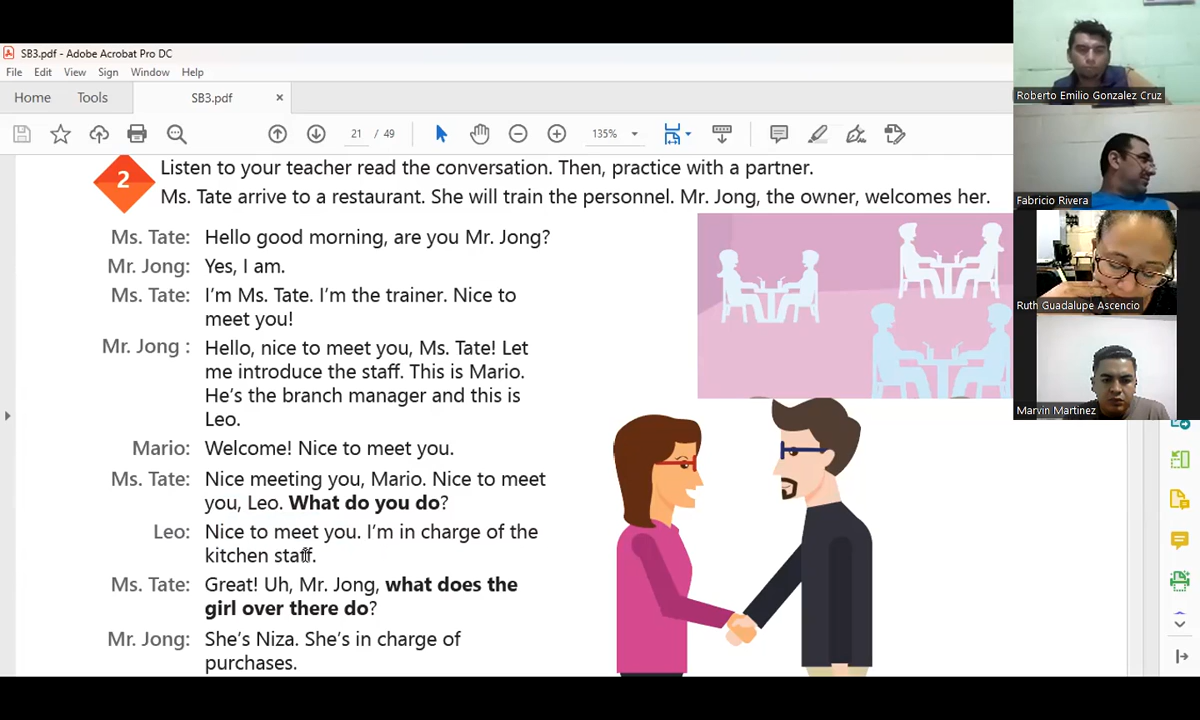 SB3.pdf - Adobe Acrobat Pro DC
File Edit View Sign Window Help
Home Tools SB3.pdf ×
21 / 49 135%
2
Listen to your teacher read the conversation. Then, practice with a partner.
Ms. Tate arrive to a restaurant. She will train the personnel. Mr. Jong, the owner, welcomes her.
Ms. Tate: Hello good morning, are you Mr. Jong?
Mr. Jong: Yes, I am.
Ms. Tate: I'm Ms. Tate. I'm the trainer. Nice to
meet you!
Mr. Jong : Hello, nice to meet you, Ms. Tate! Let
me introduce the staff. This is Mario.
He's the branch manager and this is
Leo.
Mario: Welcome! Nice to meet you.
Ms. Tate: Nice meeting you, Mario. Nice to meet
you, Leo. What do you do?
Leo: Nice to meet you. I'm in charge of the
kitchen staff.
Ms. Tate: Great! Uh, Mr. Jong, what does the
girl over there do?
Mr. Jong: She's Niza. She's in charge of
purchases.
Roberto Emilio Gonzalez Cruz
Fabricio Rivera
Ruth Guadalupe Ascencio
Marvin Martinez